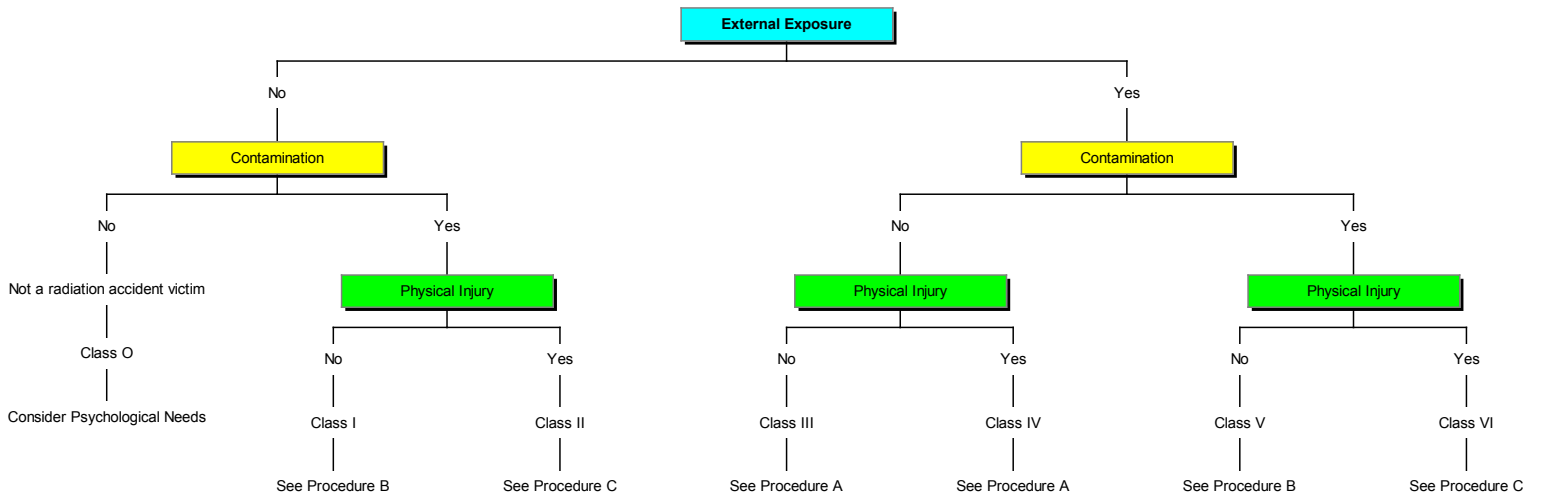 External Exposure
No
Yes
Contamination
Contamination
No
Yes
No
Yes
Not a radiation accident victim
Physical Injury
Physical Injury
Physical Injury
Class O
No
Yes
No
Yes
No
Yes
Consider Psychological Needs
Class I
Class II
Class III
Class IV
Class V
Class VI
See Procedure B
See Procedure C
See Procedure A
See Procedure A
See Procedure B
See Procedure C